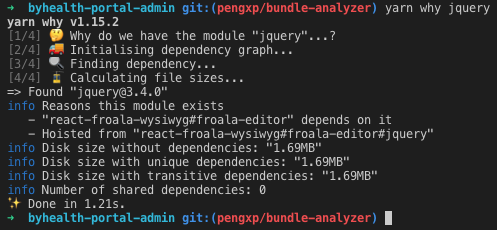 ➜ byhealth-portal-admin git:(pengxp/bundle-analyzer) yarn why jquery
yarn why v1.15.2
[1/4] 🤔 Why do we have the module "jquery"...?
[2/4] 🚚 Initialising dependency graph...
[3/4] 🔍 Finding dependency...
[4/4] 🚡 Calculating file sizes...
=> Found "jquery@3.4.0"
info Reasons this module exists
- "react-froala-wysiwyg#froala-editor" depends on it
- Hoisted from "react-froala-wysiwyg#froala-editor#jquery"
info Disk size without dependencies: "1.69MB"
info Disk size with unique dependencies: "1.69MB"
info Disk size with transitive dependencies: "1.69MB"
info Number of shared dependencies: 0
✨ Done in 1.21s.
➜ byhealth-portal-admin git:(pengxp/bundle-analyzer)